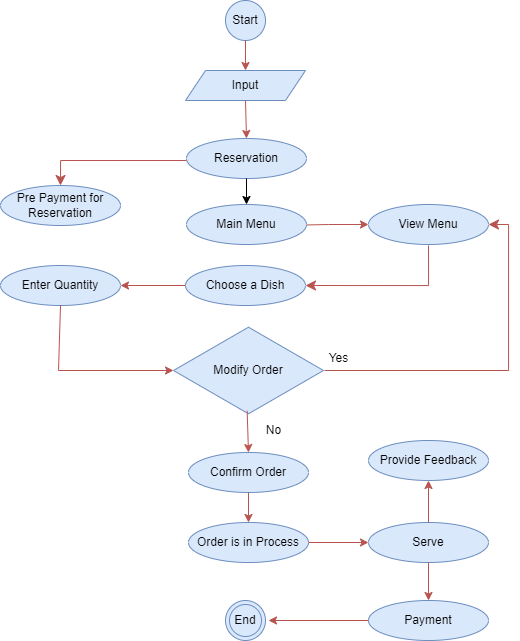 Start
Input
Reservation
Pre Payment for
Reservation
Main Menu
View Menu
Enter Quantity
Choose a Dish
Modify Order
Yes
No
Confirm Order
Provide Feedback
Order is in Process
Serve
End
Payment